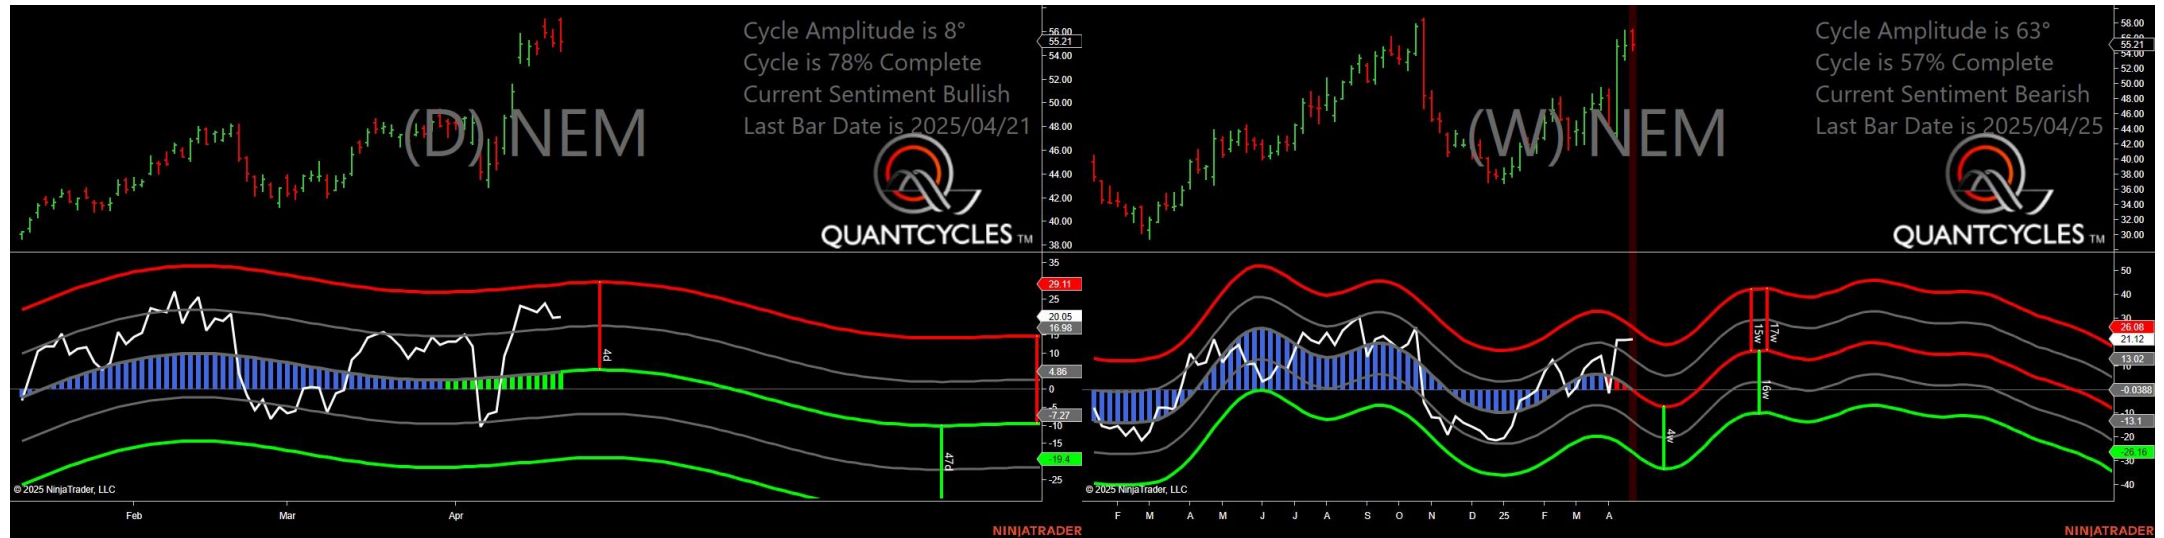 Cycle Amplitude is 8°
Cycle is 78% Complete
Current Sentiment Bullish
Last Bar Date is 2025/04/21
(D) NEM
QUANTCYCLES TM
56.00
55.21
54.00
52.00
50.00
48.00
46.00
44.00
42.00
40.00
38.00
35
29.11
25
20.05
16.98
15
10
4.86
0
-5
-7.27
-10
-15
-19.4
-25
4d
47d
© 2025 NinjaTrader, LLC
Feb
Mar
Apr
NINJATRADER
Cycle Amplitude is 63°
Cycle is 57% Complete
Current Sentiment Bearish
Last Bar Date is 2025/04/25
(W) NEM
QUANTCYCLES TM
58.00
56.00
55.21
54.00
52.00
50.00
48.00
46.00
44.00
42.00
40.00
38.00
36.00
34.00
32.00
30.00
50
40
30
26.08
21.12
13.02
10
-0.0388
-10
-13.1
-20
-26.16
-30
-40
4w
15w
17w
16w
© 2025 NinjaTrader, LLC
F
M
A
M
J
J
A
S
O
N
D
25
F
M
A
NINJATRADER